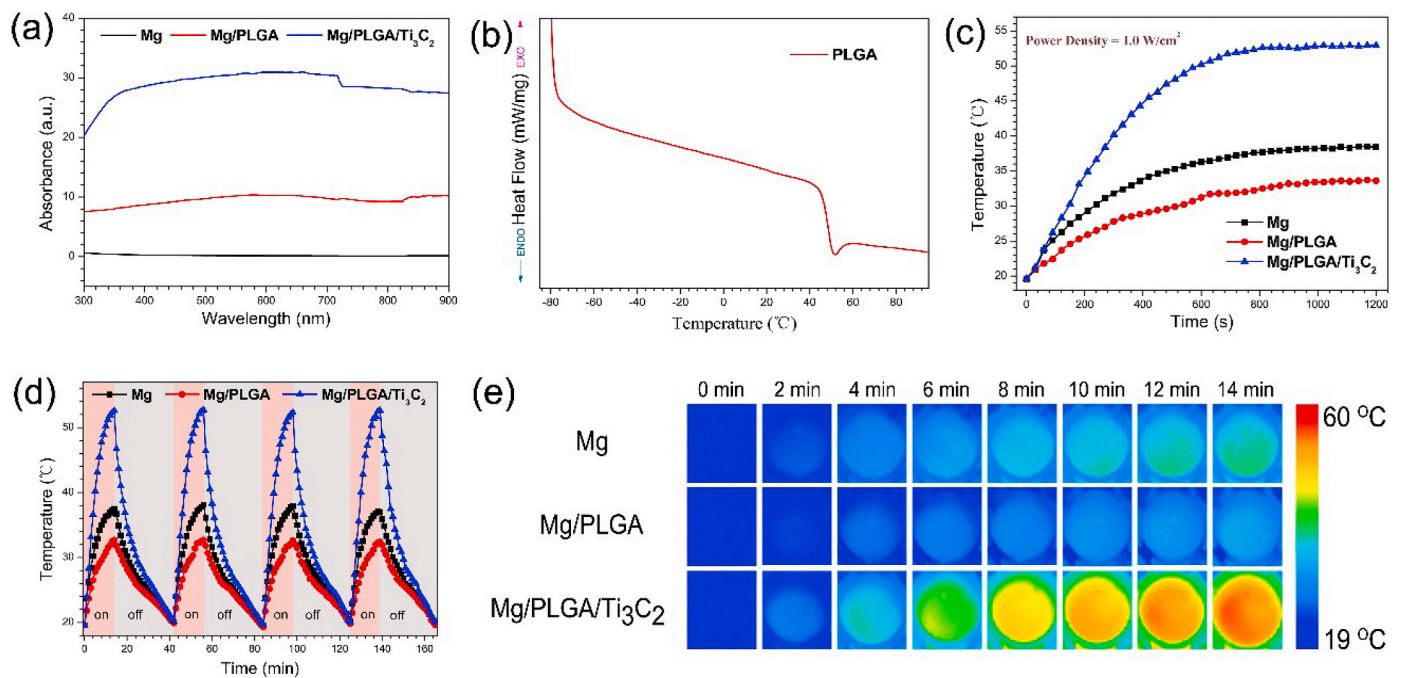 (a)
Mg Mg/PLGA Mg/PLGA/Ti₃C₂
40
30
20
10
0
Absorbance (a.u.)
300 400 500 600 700 800 900
Wavelength (nm)
(b)
EXO
PLGA
Heat Flow (mW/mg)
ENDO
-80 -60 -40 -20 0 20 40 60 80
Temperature (℃)
(c)
Power Density = 1.0 W/cm²
55
50
45
40
35
30
25
20
Temperature (℃)
Mg
Mg/PLGA
Mg/PLGA/Ti₃C₂
0 200 400 600 800 1000 1200
Time (s)
(d)
Mg Mg/PLGA Mg/PLGA/Ti₃C₂
50
40
30
20
Temperature (℃)
on off on off on off on off
0 20 40 60 80 100 120 140 160
Time (min)
(e)
0 min 2 min 4 min 6 min 8 min 10 min 12 min 14 min
Mg
Mg/PLGA
Mg/PLGA/Ti₃C₂
60 °C
19 °C